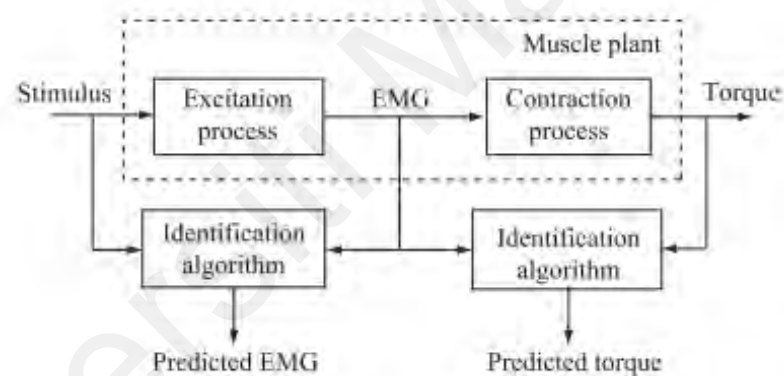 Muscle plant
Stimulus
Excitation
process
EMG
Contraction
process
Torque
Identification
algorithm
Identification
algorithm
Predicted EMG
Predicted torque